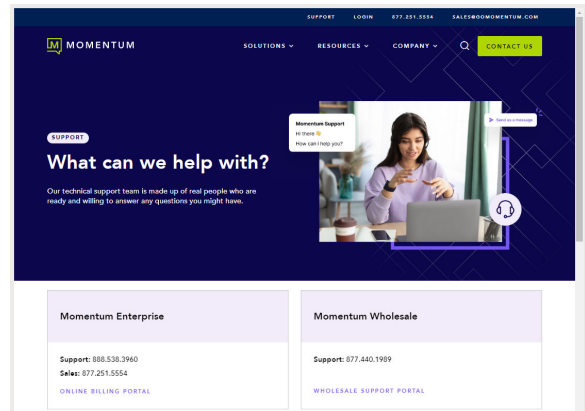 SUPPORT LOGIN 877.251.5554 SALES@GOMOMENTUM.COM
M MOMENTUM
SOLUTIONS RESOURCES COMPANY CONTACT US
SUPPORT
What can we help with?
Our technical support team is made up of real people who are
ready and willing to answer any questions you might have.
Momentum Support
Hi there 👋
How can I help you?
Send us a message
Momentum Enterprise
Support: 888.538.3960
Sales: 877.251.5554
ONLINE BILLING PORTAL
Momentum Wholesale
Support: 877.440.1989
WHOLESALE SUPPORT PORTAL